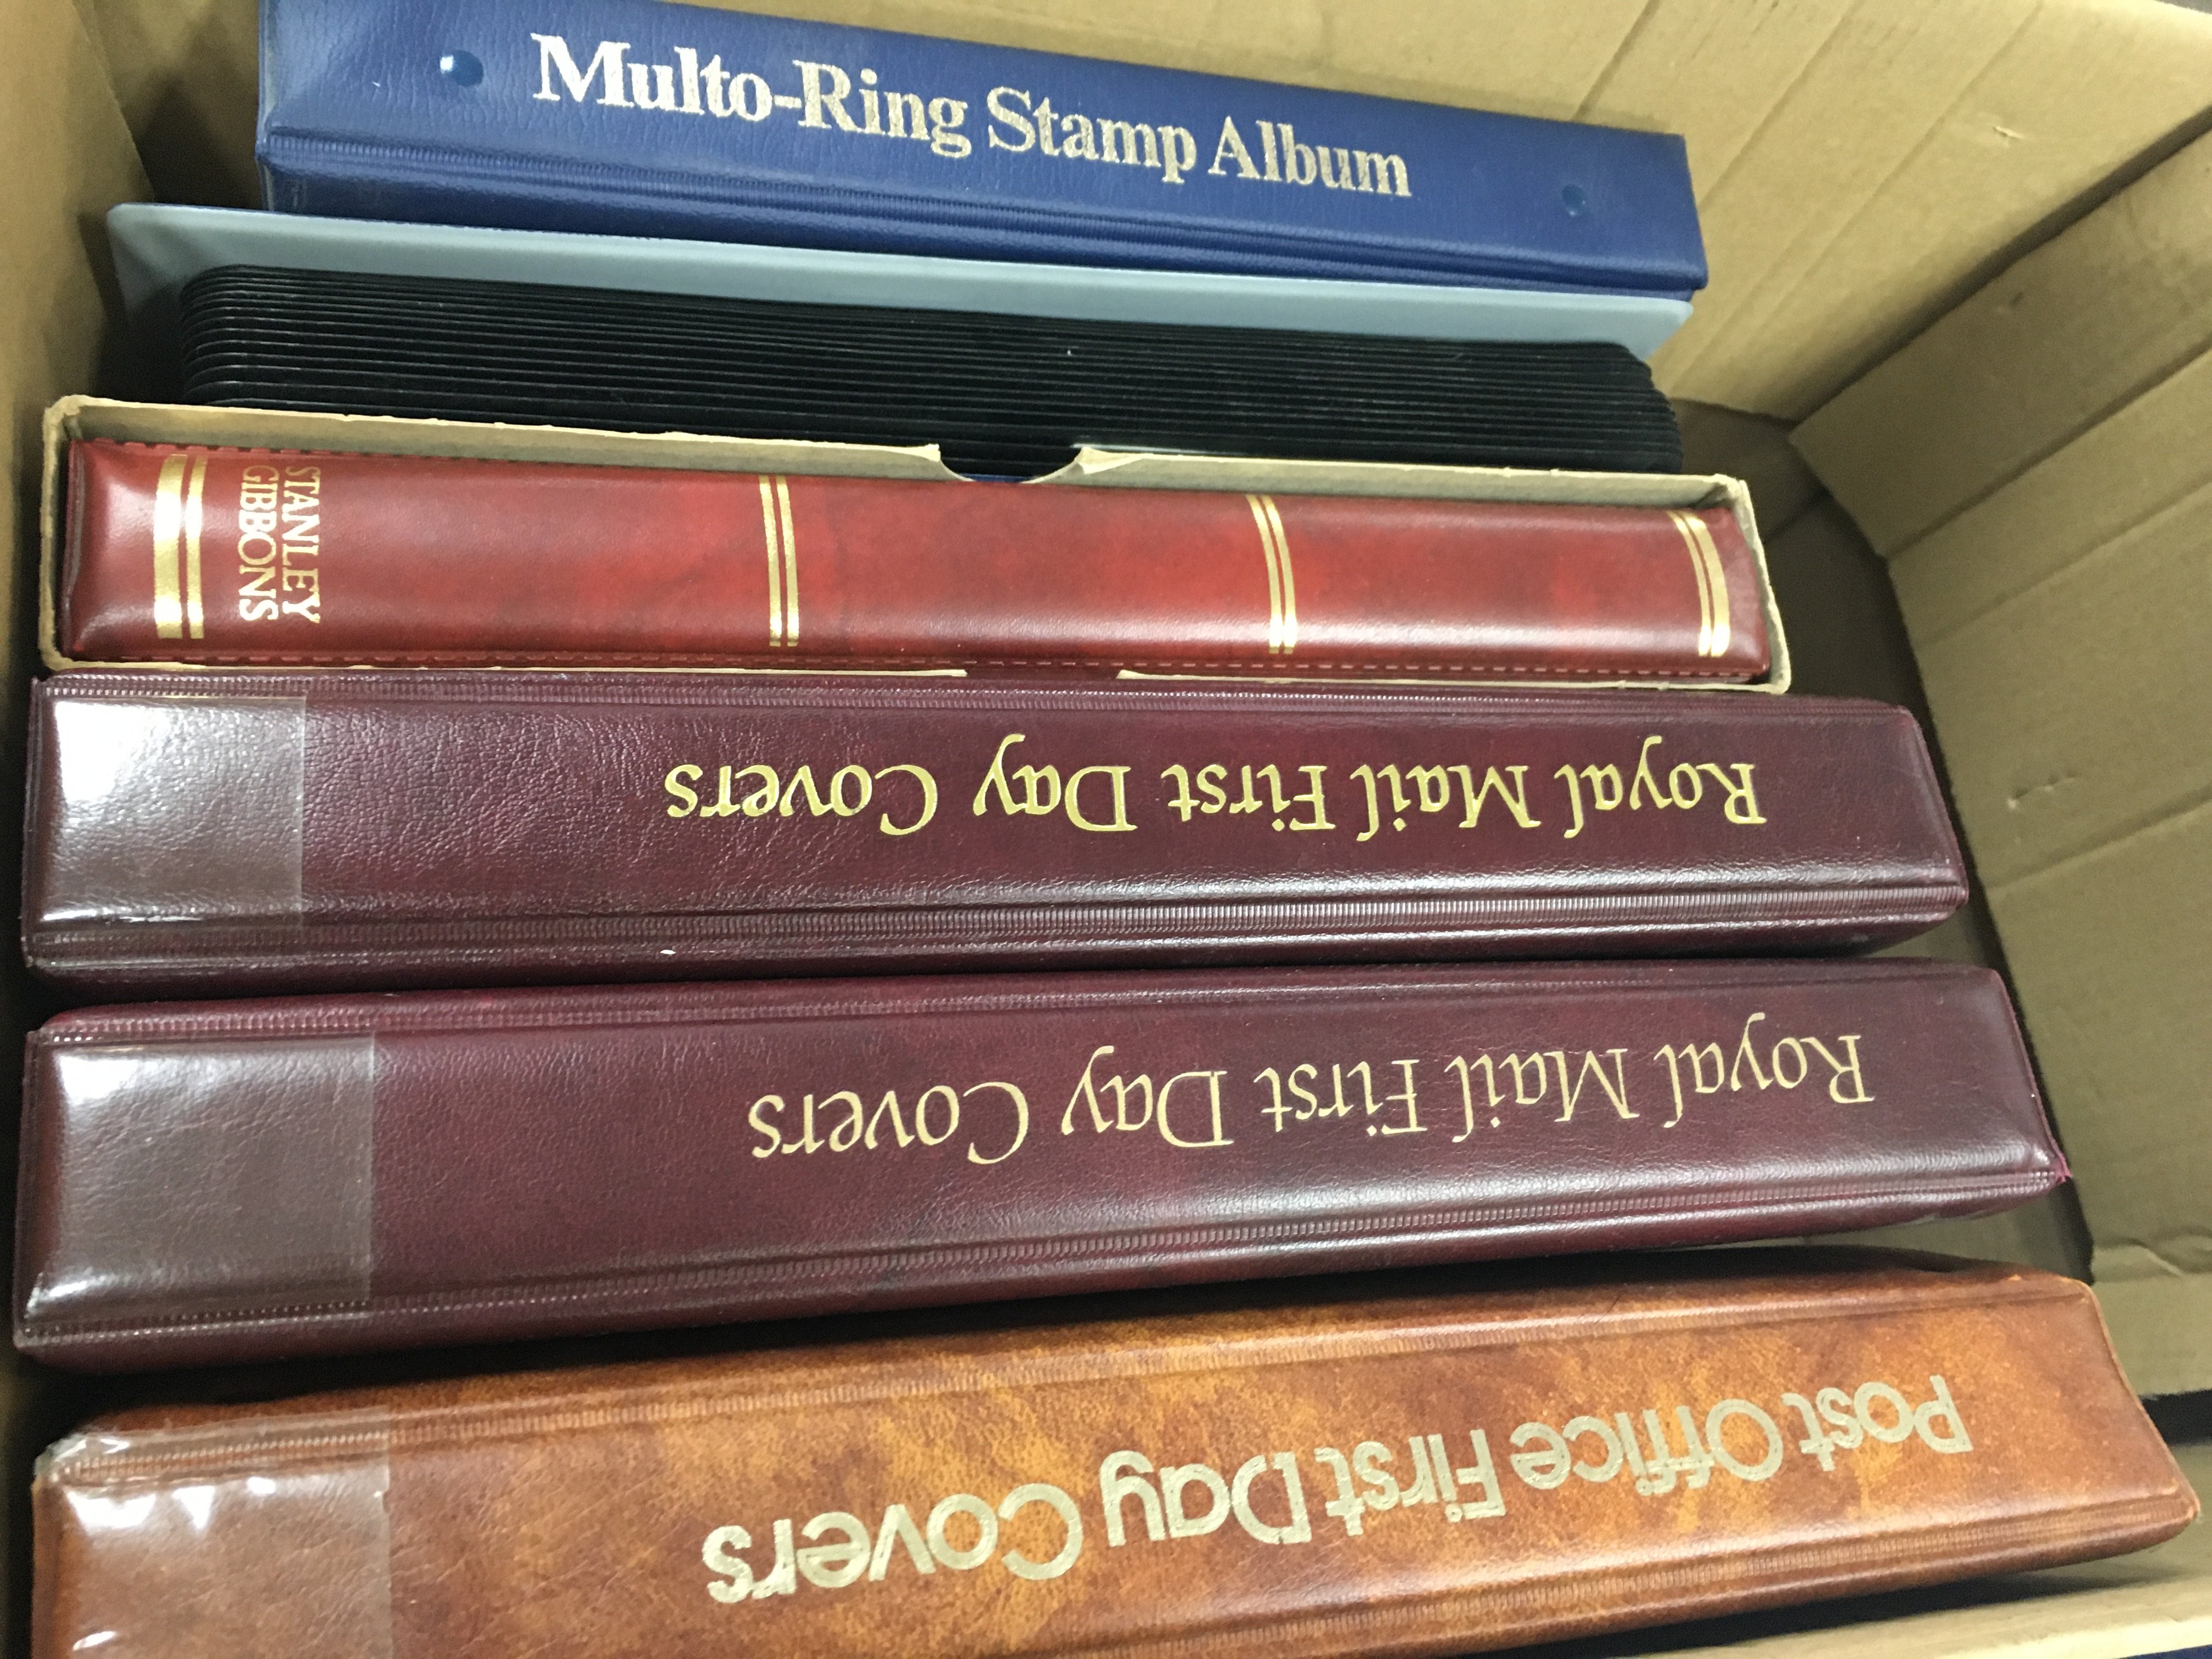 Multo-Ring Stamp Album
STANLEY
GIBBONS
Royal Mail First Day Covers
Royal Mail First Day Covers
Post Office First Day Covers